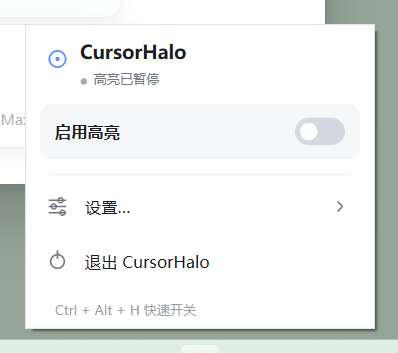 CursorHalo
高亮已暂停
Max
启用高亮
设置...
退出 CursorHalo
Ctrl + Alt + H 快速开关